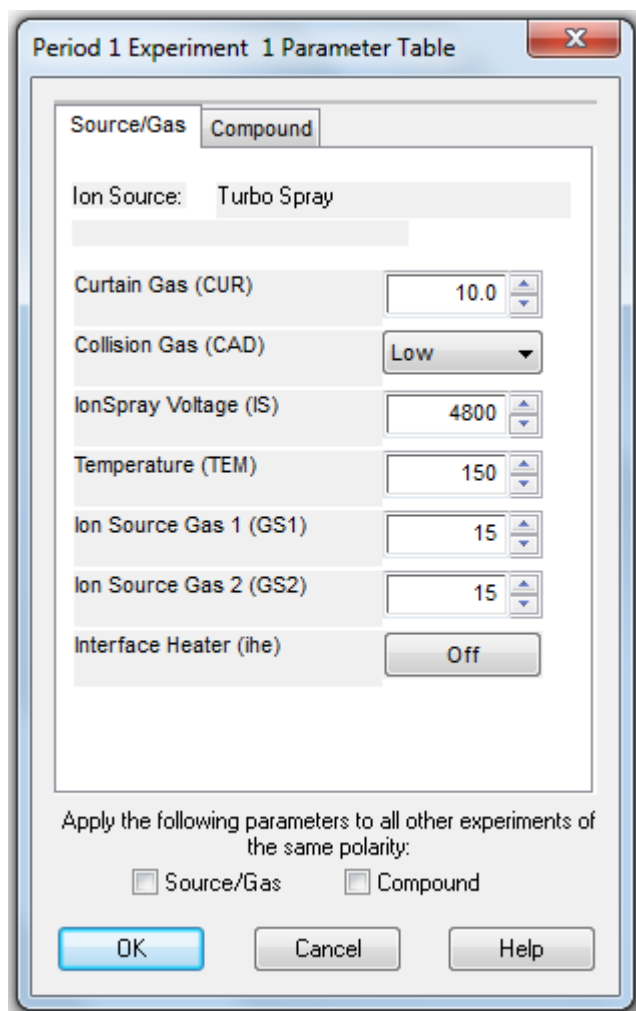 Period 1 Experiment  1 Parameter Table
Source/Gas Compound
Ion Source: Turbo Spray
Curtain Gas (CUR) 10.0
Collision Gas (CAD) Low
IonSpray Voltage (IS) 4800
Temperature (TEM) 150
Ion Source Gas 1 (GS1) 15
Ion Source Gas 2 (GS2) 15
Interface Heater (ihe) Off
Apply the following parameters to all other experiments of
the same polarity:
Source/Gas Compound
OK Cancel Help